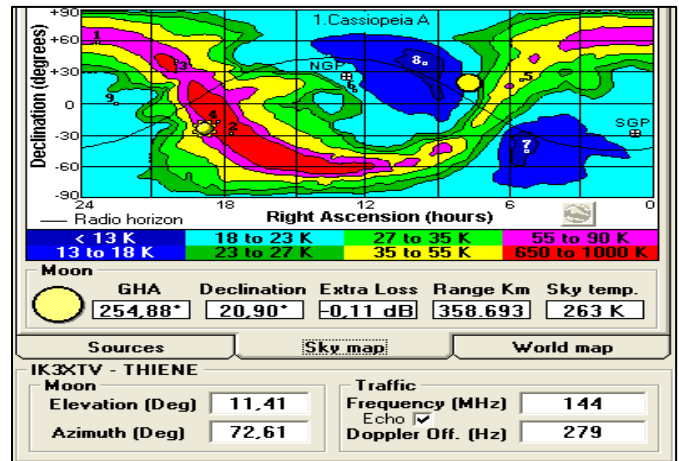 +90
1.Cassiopeia A
+60
1
3
NGP
8
+30
6
5
9
0
4
2
SGP
-30
7
-60
-90
Declination (degrees)
24 18 12 6 0
Radio horizon Right Ascension (hours)
< 13 K 18 to 23 K 27 to 35 K 55 to 90 K
13 to 18 K 23 to 27 K 35 to 55 K 650 to 1000 K
Moon
GHA Declination Extra Loss Range Km Sky temp.
254,88° 20,90° -0,11 dB 358.693 263 K
Sources Sky map World map
IK3XTV - THIENE
Moon Traffic
Elevation (Deg) 11,41 Frequency (MHz) 144
Echo
Azimuth (Deg) 72,61 Doppler Off. (Hz) 279